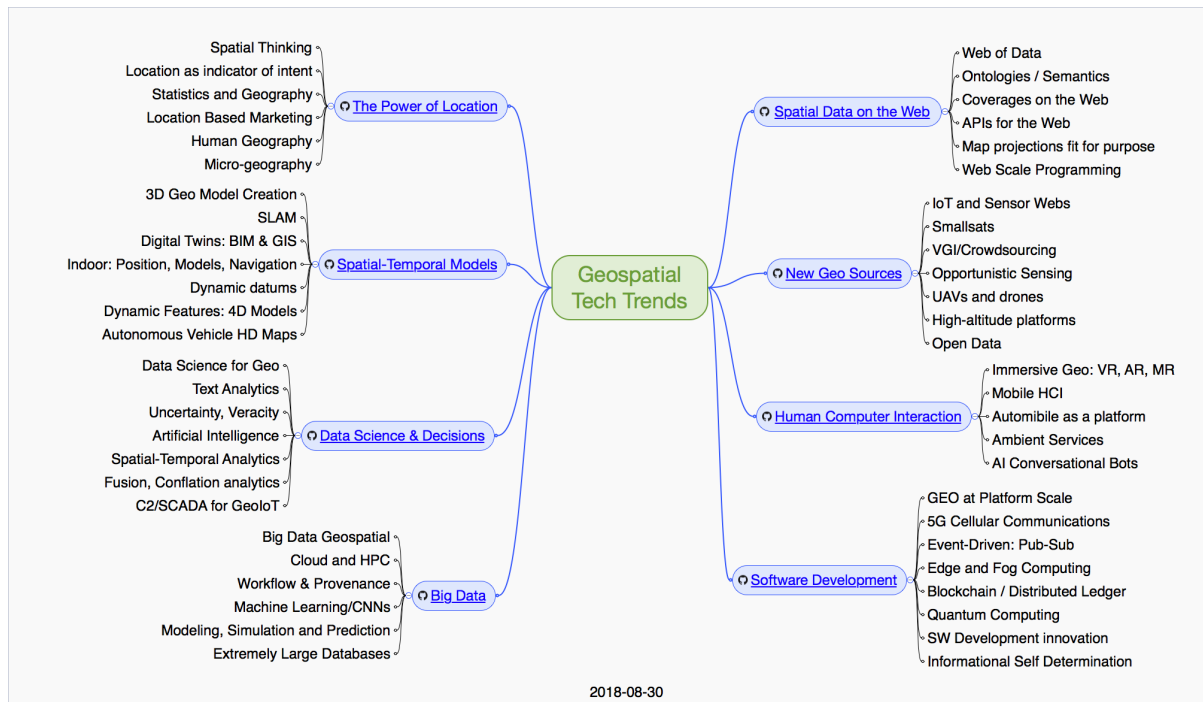 Geospatial
Tech Trends
The Power of Location
Spatial Thinking
Location as indicator of intent
Statistics and Geography
Location Based Marketing
Human Geography
Micro-geography
Spatial-Temporal Models
3D Geo Model Creation
SLAM
Digital Twins: BIM & GIS
Indoor: Position, Models, Navigation
Dynamic datums
Dynamic Features: 4D Models
Autonomous Vehicle HD Maps
Data Science & Decisions
Data Science for Geo
Text Analytics
Uncertainty, Veracity
Artificial Intelligence
Spatial-Temporal Analytics
Fusion, Conflation analytics
C2/SCADA for GeoIoT
Big Data
Big Data Geospatial
Cloud and HPC
Workflow & Provenance
Machine Learning/CNNs
Modeling, Simulation and Prediction
Extremely Large Databases
Spatial Data on the Web
Web of Data
Ontologies / Semantics
Coverages on the Web
APIs for the Web
Map projections fit for purpose
Web Scale Programming
New Geo Sources
IoT and Sensor Webs
Smallsats
VGI/Crowdsourcing
Opportunistic Sensing
UAVs and drones
High-altitude platforms
Open Data
Human Computer Interaction
Immersive Geo: VR, AR, MR
Mobile HCI
Automibile as a platform
Ambient Services
AI Conversational Bots
Software Development
GEO at Platform Scale
5G Cellular Communications
Event-Driven: Pub-Sub
Edge and Fog Computing
Blockchain / Distributed Ledger
Quantum Computing
SW Development innovation
Informational Self Determination
2018-08-30